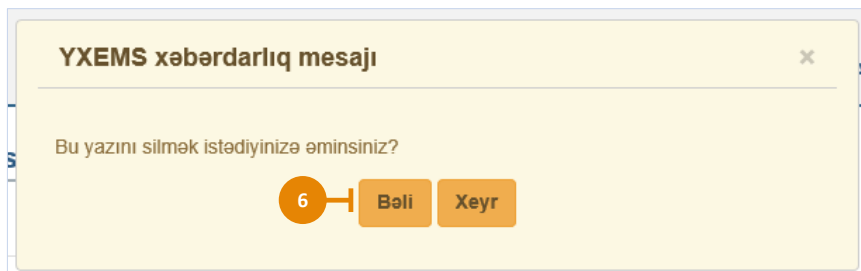 YXEMS xəbərdarlıq mesajı ×
Bu yazını silmək istədiyinizə əminsiniz?
6 Bəli Xeyr